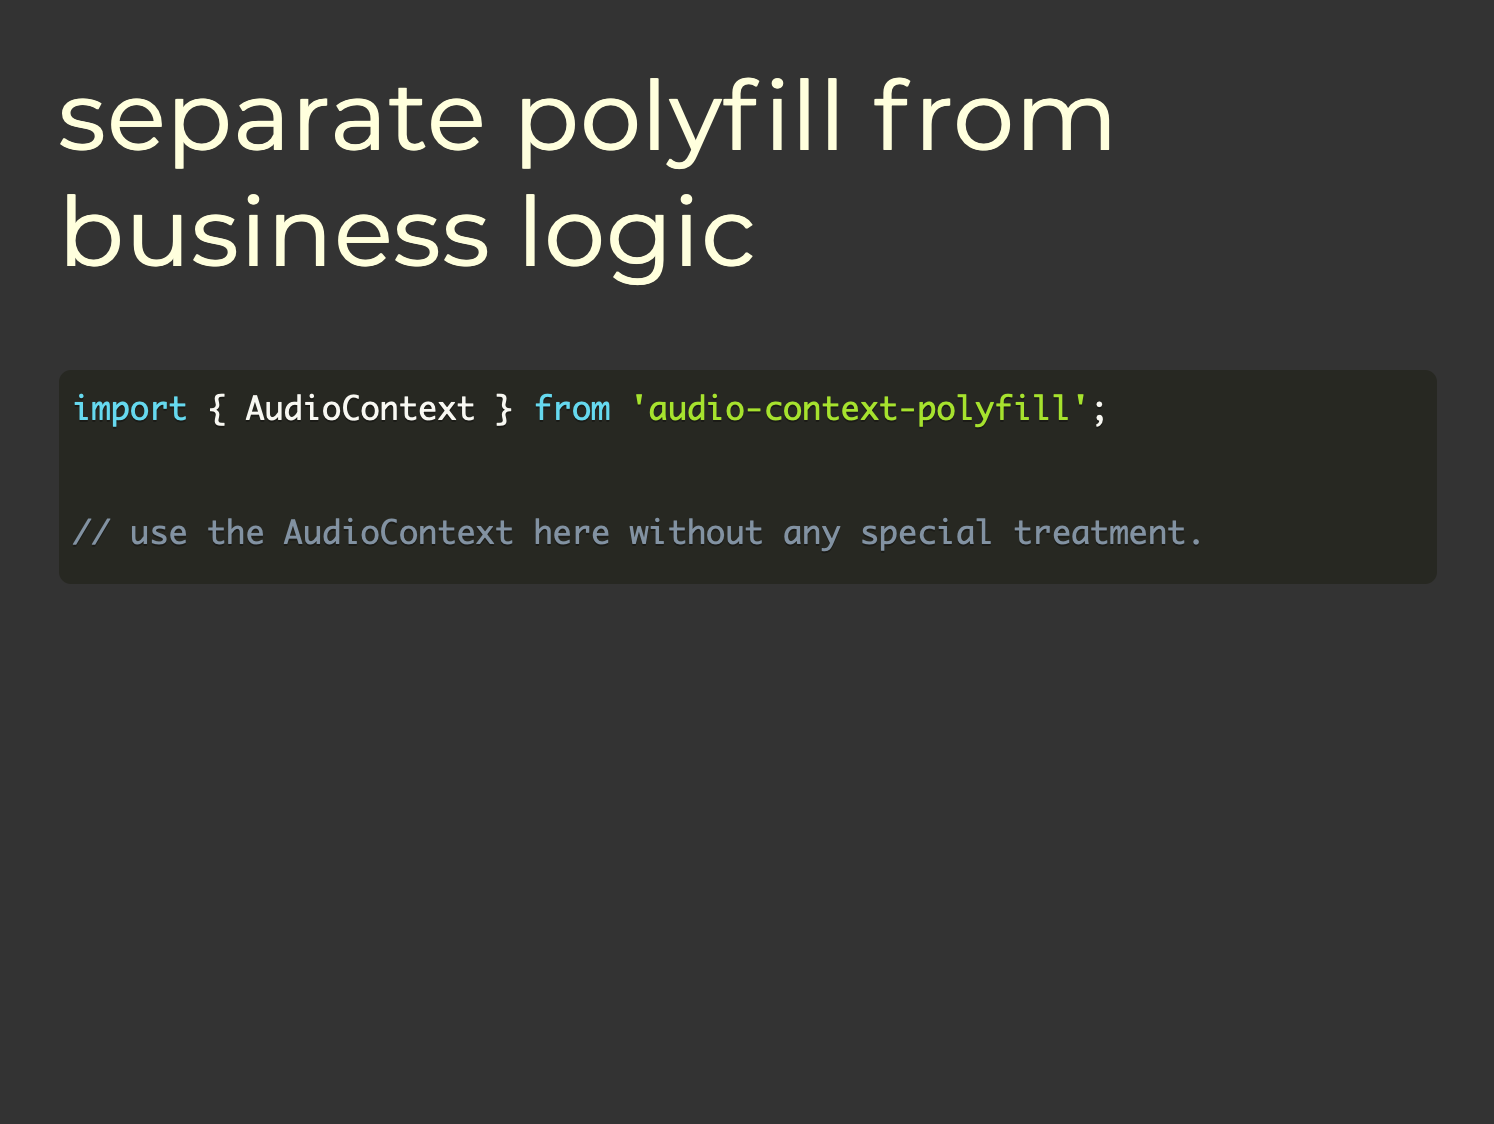 separate polyfill from
business logic
import { AudioContext } from 'audio-context-polyfill';
// use the AudioContext here without any special treatment.